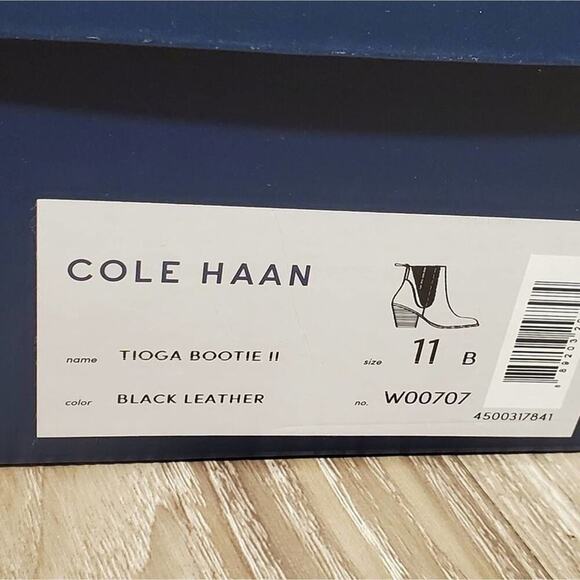 COLE HAAN
name TIOGA BOOTIE II size 11 B
color BLACK LEATHER no. W00707
4500317841